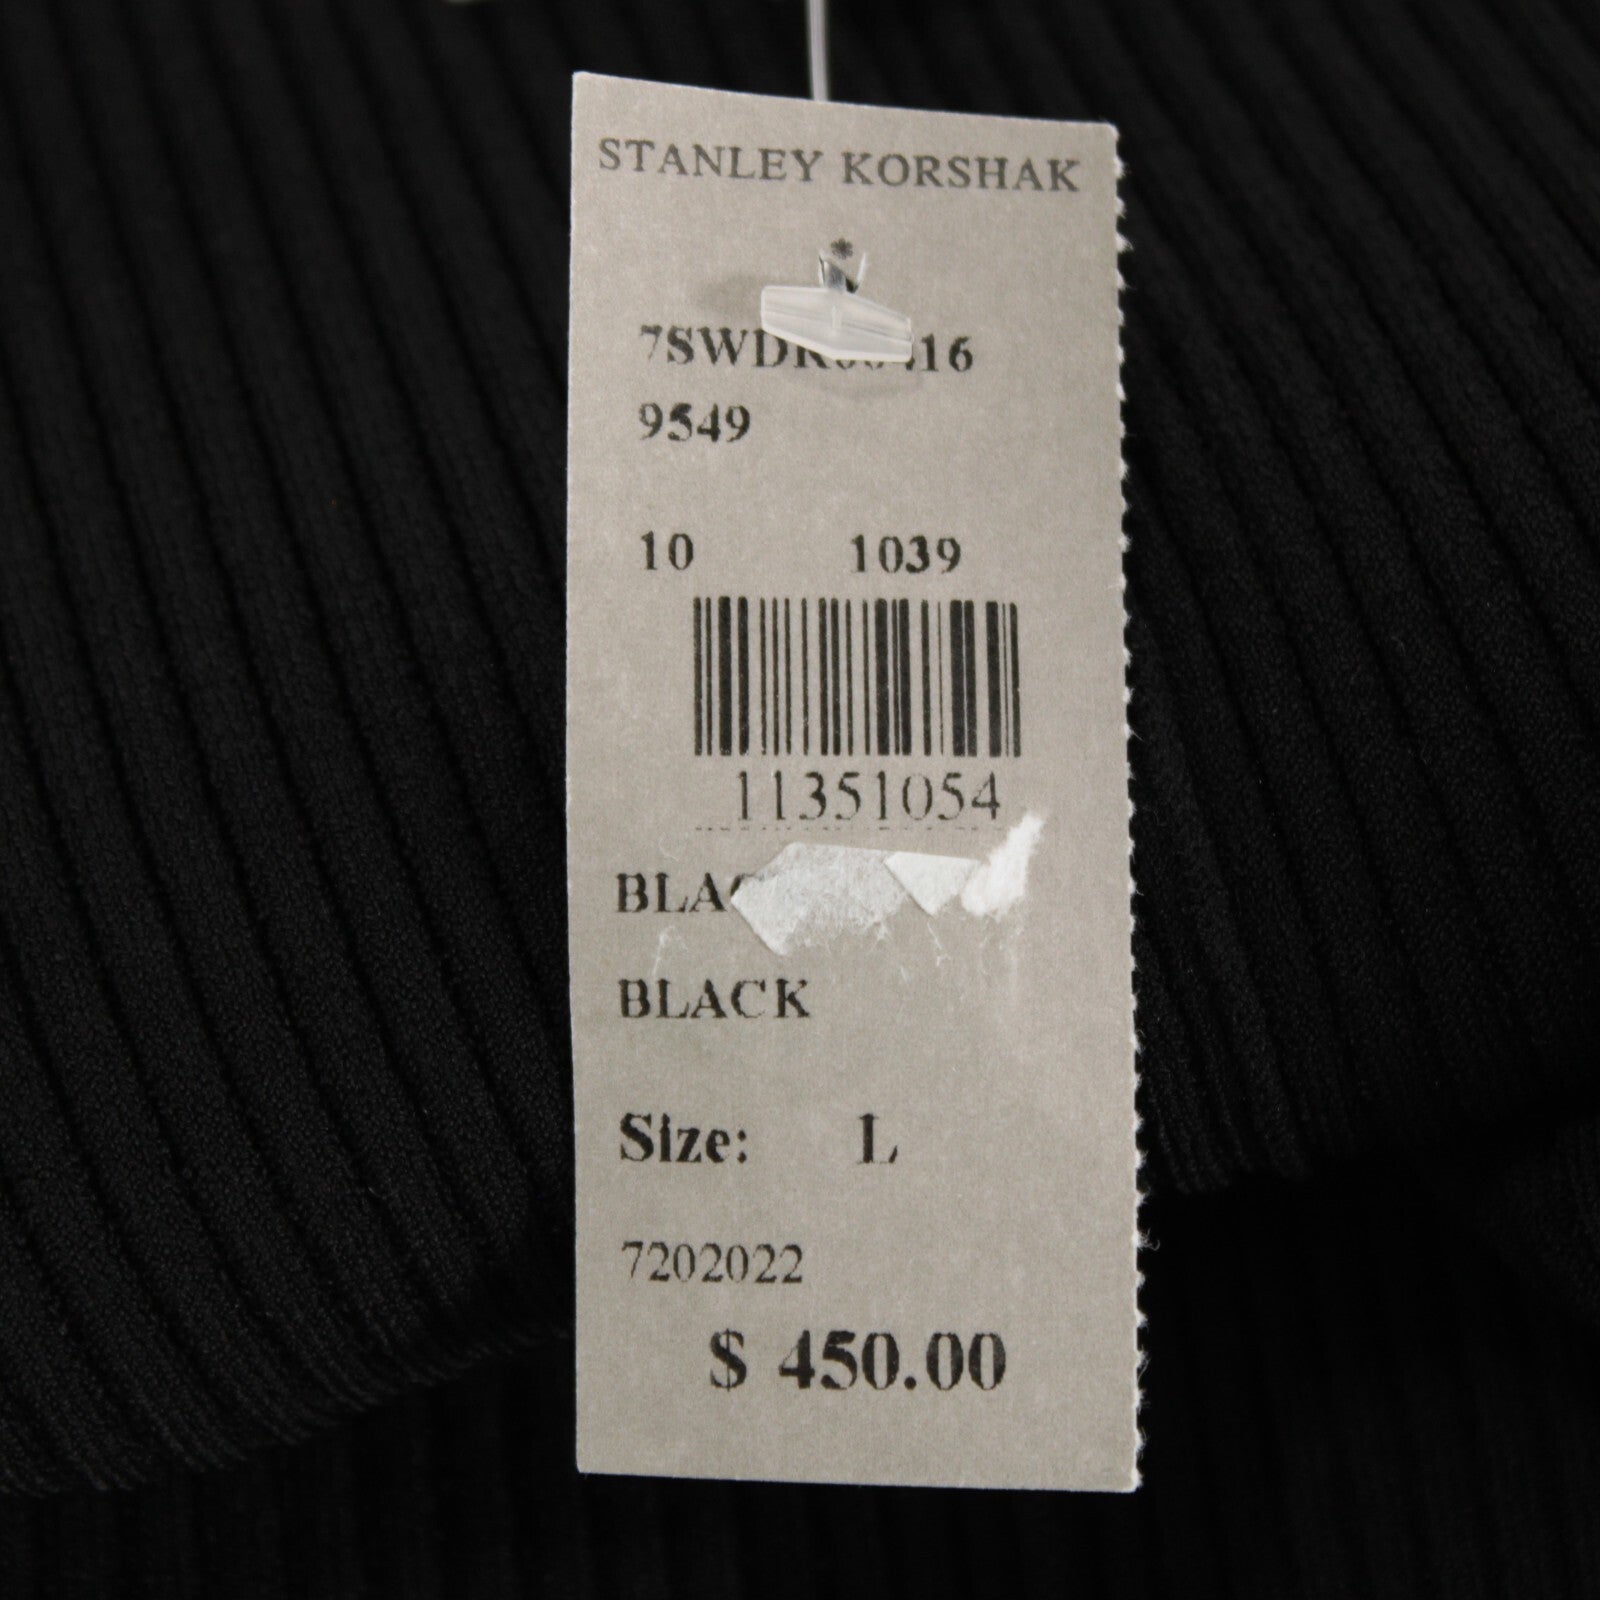 STANLEY KORSHAK
*
9549
10 1039
11351054
BLACK
Size: L
7202022
$ 450.00